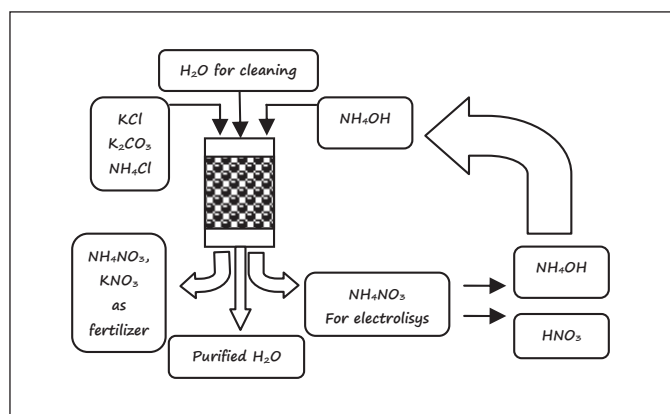 H₂O for cleaning
KCl
K₂CO₃
NH₄Cl
NH₄OH
NH₄NO₃,
KNO₃
as
fertilizer
NH₄NO₃
For electrolisys
NH₄OH
HNO₃
Purified H₂O